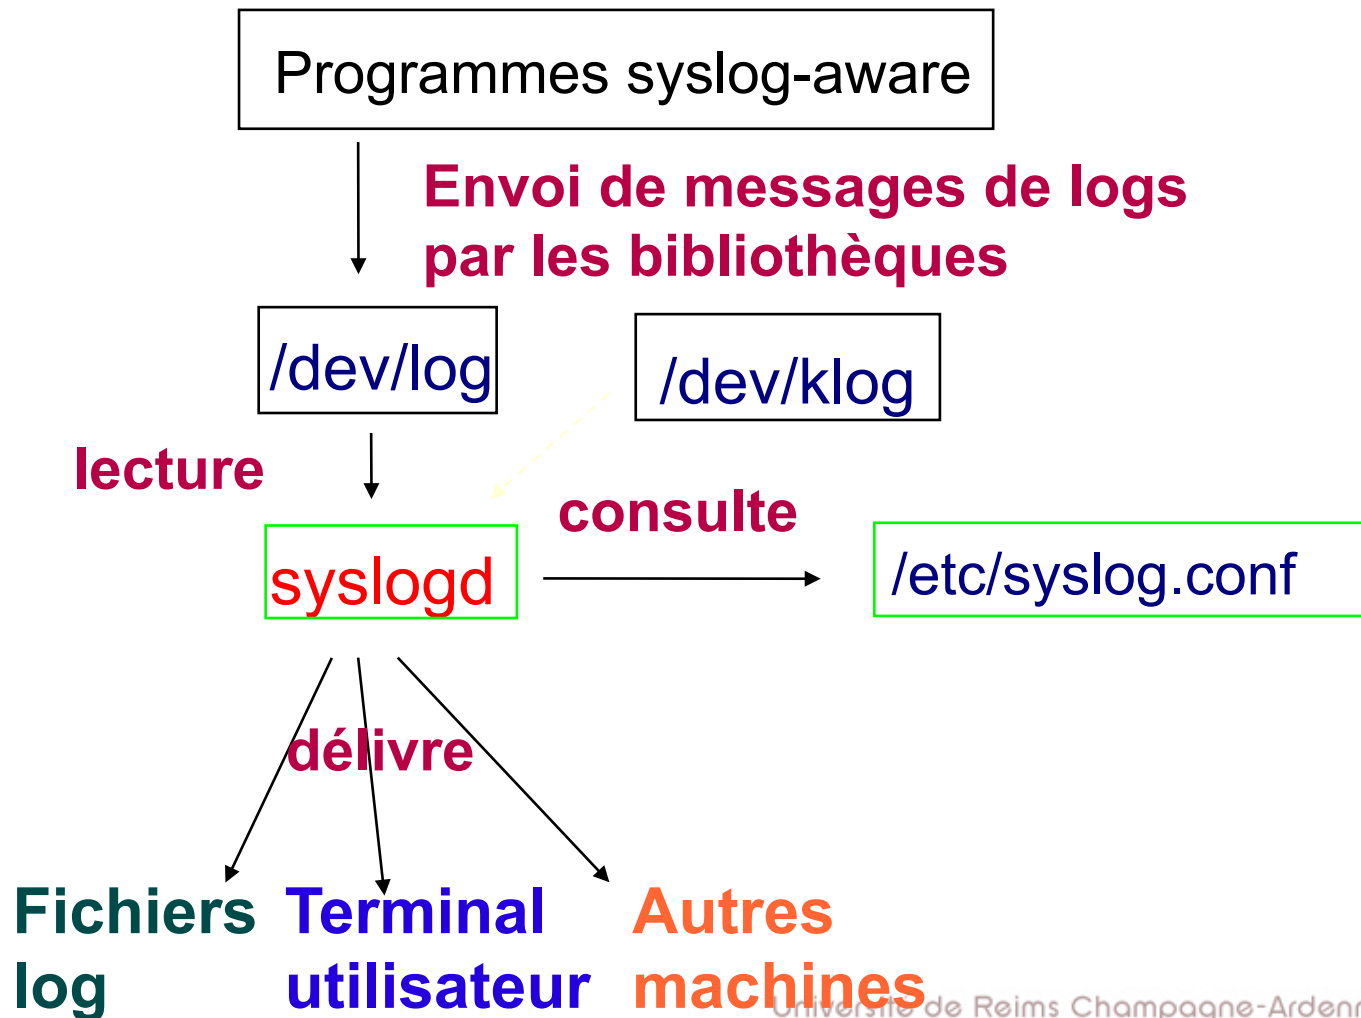 Programmes syslog-aware
Envoi de messages de logs
par les bibliothèques
/dev/log
/dev/klog
lecture
consulte
syslogd
/etc/syslog.conf
délivre
Fichiers
log
Terminal
utilisateur
Autres
machines
Université de Reims Champagne-Ardenn